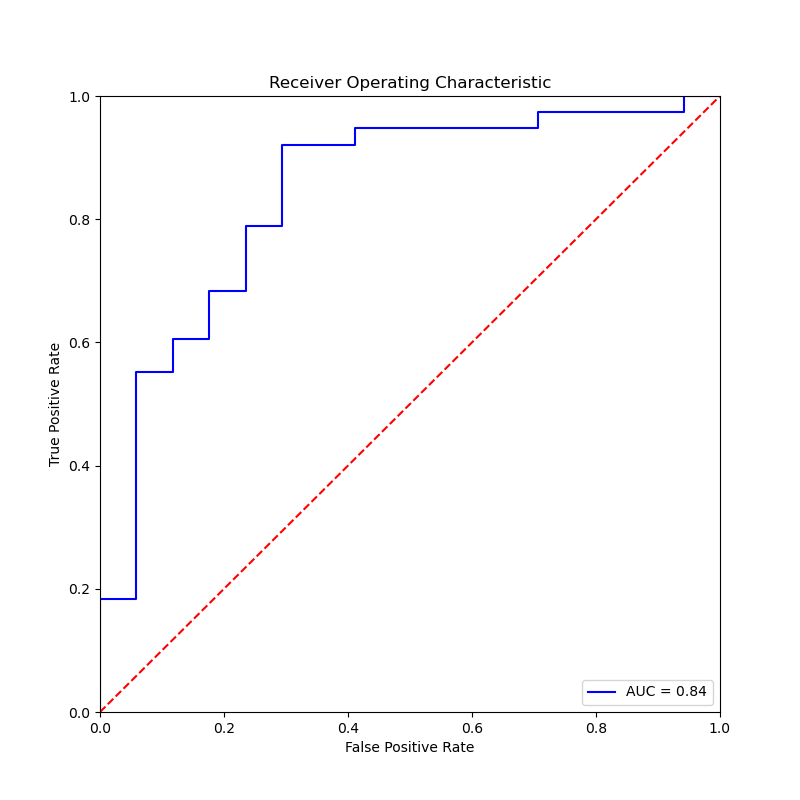 Receiver Operating Characteristic
1.0
0.8
0.6
0.4
0.2
0.0
True Positive Rate
AUC = 0.84
0.0 0.2 0.4 0.6 0.8 1.0
False Positive Rate